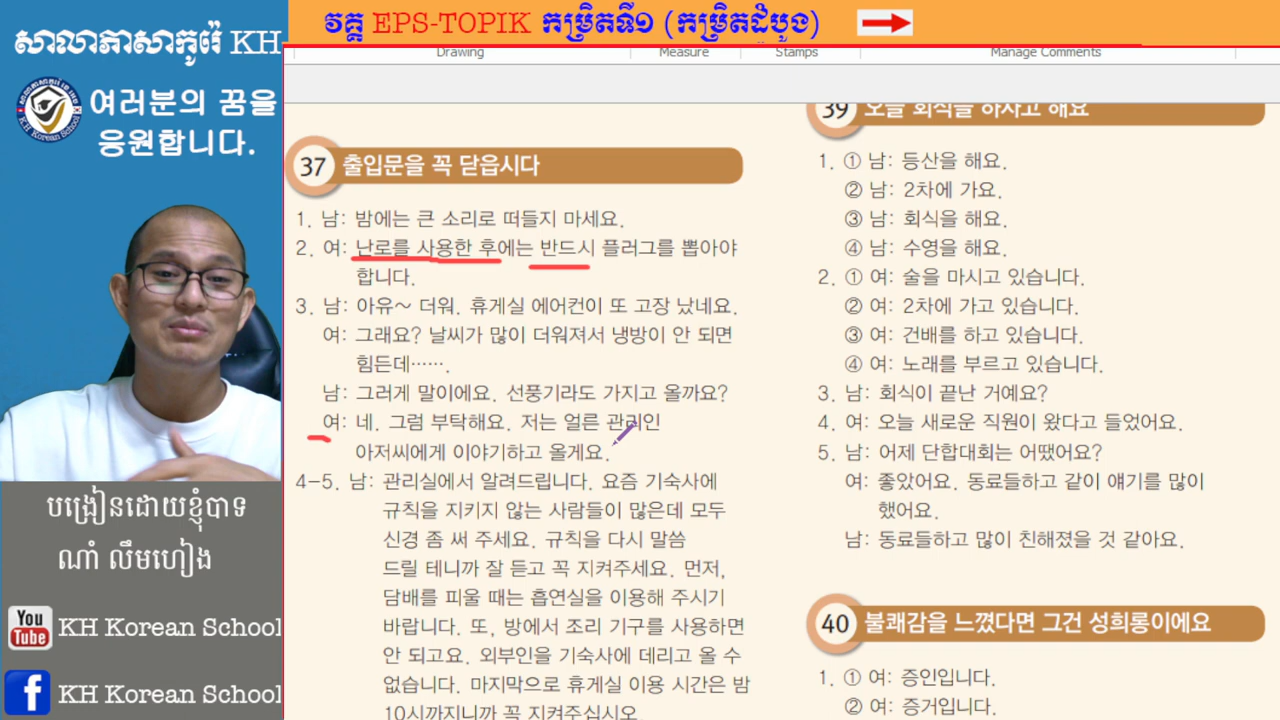 សាលាភាសាកូរ៉េ KH
여러분의 꿈을
응원합니다.
បង្រៀនដោយខ្ញុំបាទ
ណាំ លឹមហៀង
You
Tube
KH Korean School
KH Korean School
វគ្គ EPS-TOPIK កម្រិតទី១ (កម្រិតដំបូង)
Drawing
Measure
Stamps
Manage Comments
37 출입문을 꼭 닫읍시다
1. 남: 밤에는 큰 소리로 떠들지 마세요.
2. 여: 난로를 사용한 후에는 반드시 플러그를 뽑아야
합니다.
3. 남: 아유~ 더워. 휴게실 에어컨이 또 고장 났네요.
여: 그래요? 날씨가 많이 더워져서 냉방이 안 되면
힘든데…….
남: 그러게 말이에요. 선풍기라도 가지고 올까요?
여: 네. 그럼 부탁해요. 저는 얼른 관리인
아저씨에게 이야기하고 올게요.
4-5. 남: 관리실에서 알려드립니다. 요즘 기숙사에
규칙을 지키지 않는 사람들이 많은데 모두
신경 좀 써 주세요. 규칙을 다시 말씀
드릴 테니까 잘 듣고 꼭 지켜주세요. 먼저,
담배를 피울 때는 흡연실을 이용해 주시기
바랍니다. 또, 방에서 조리 기구를 사용하면
안 되고요. 외부인을 기숙사에 데리고 올 수
없습니다. 마지막으로 휴게실 이용 시간은 밤
10시까지니까 꼭 지켜주십시오.
39 오늘 회식을 하자고 해요
1. ① 남: 등산을 해요.
② 남: 2차에 가요.
③ 남: 회식을 해요.
④ 남: 수영을 해요.
2. ① 여: 술을 마시고 있습니다.
② 여: 2차에 가고 있습니다.
③ 여: 건배를 하고 있습니다.
④ 여: 노래를 부르고 있습니다.
3. 남: 회식이 끝난 거예요?
4. 여: 오늘 새로운 직원이 왔다고 들었어요.
5. 남: 어제 단합대회는 어땠어요?
여: 좋았어요. 동료들하고 같이 얘기를 많이
했어요.
남: 동료들하고 많이 친해졌을 것 같아요.
40 불쾌감을 느꼈다면 그건 성희롱이에요
1. ① 여: 증인입니다.
② 여: 증거입니다.